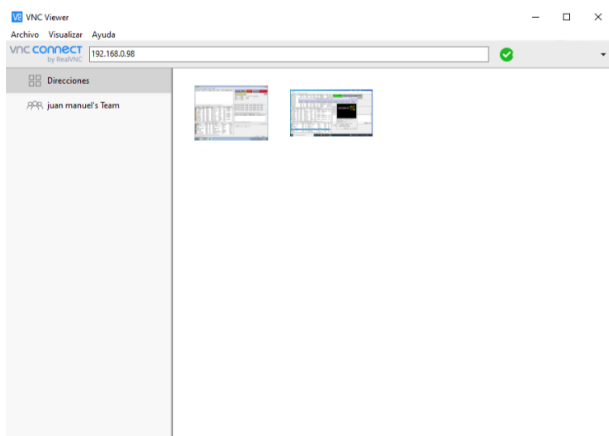 VNC Viewer
Archivo Visualizar Ayuda
vnc connect
by RealVNC
192.168.0.98
Direcciones
juan manuel's Team